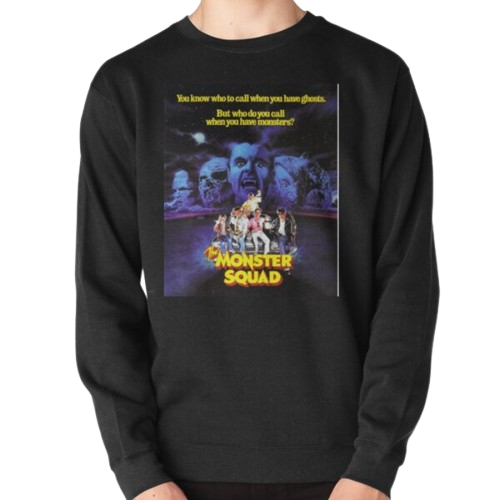 You know who to call when you have ghosts.
But who do you call
when you have monsters?
The
MONSTER
SQUAD